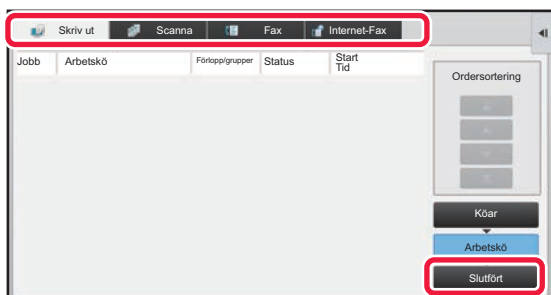 Skriv ut Scanna Fax Internet-Fax
Jobb Arbetskö Förlopp/grupper Status Start
Tid
Ordersortering
Köar
Arbetskö
Slutfört